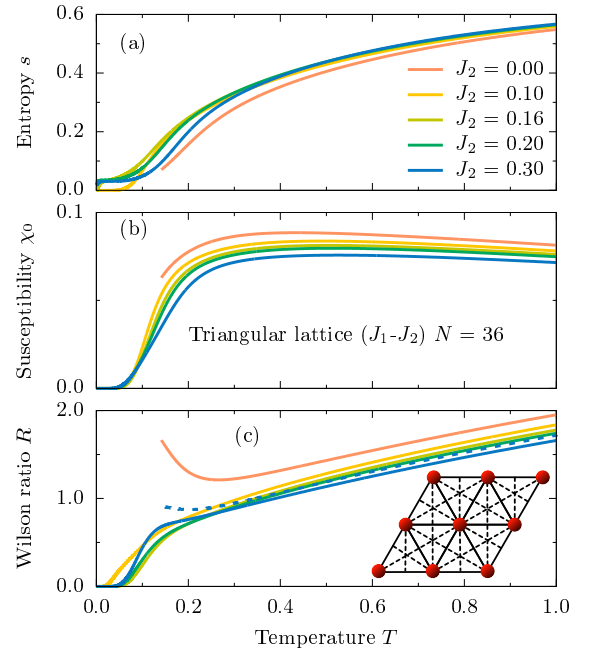 0.6
(a)
J₂ = 0.00
J₂ = 0.10
J₂ = 0.16
J₂ = 0.20
J₂ = 0.30
0.4
0.2
0.0
Entropy s
0.1
(b)
Triangular lattice (J₁-J₂) N = 36
0.0
Susceptibility χ₀
2.0
(c)
1.0
0.0
Wilson ratio R
0.0 0.2 0.4 0.6 0.8 1.0
Temperature T